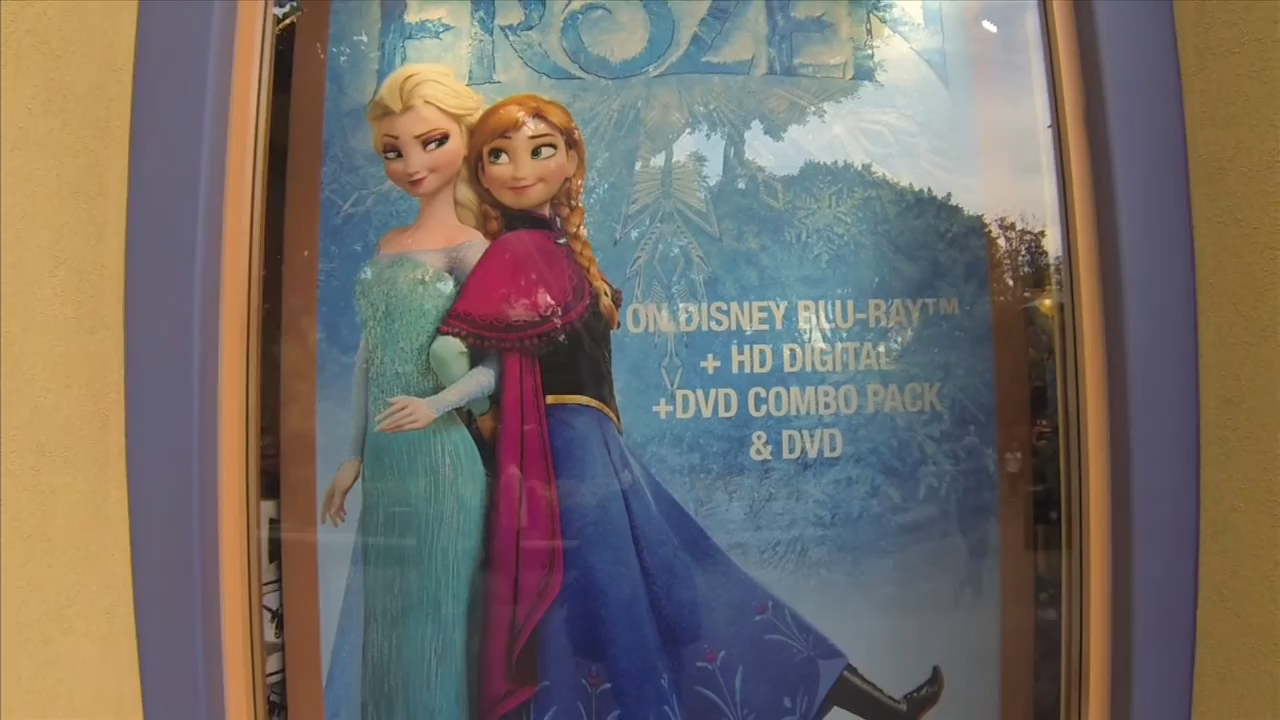 FROZEN
ON DISNEY BLU-RAY™
+ HD DIGITAL
+DVD COMBO PACK
& DVD